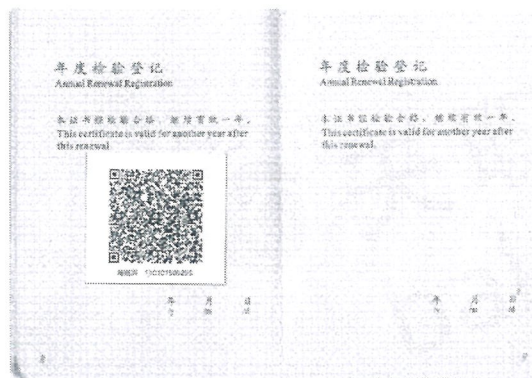 年度检验登记
Annual Renewal Registration
本证书经检验合格，继续有效一年。
This certificate is valid for another year after
this renewal.
年 月 日
年度检验登记
Annual Renewal Registration
本证书经检验合格，继续有效一年。
This certificate is valid for another year after
this renewal.
年 月 日